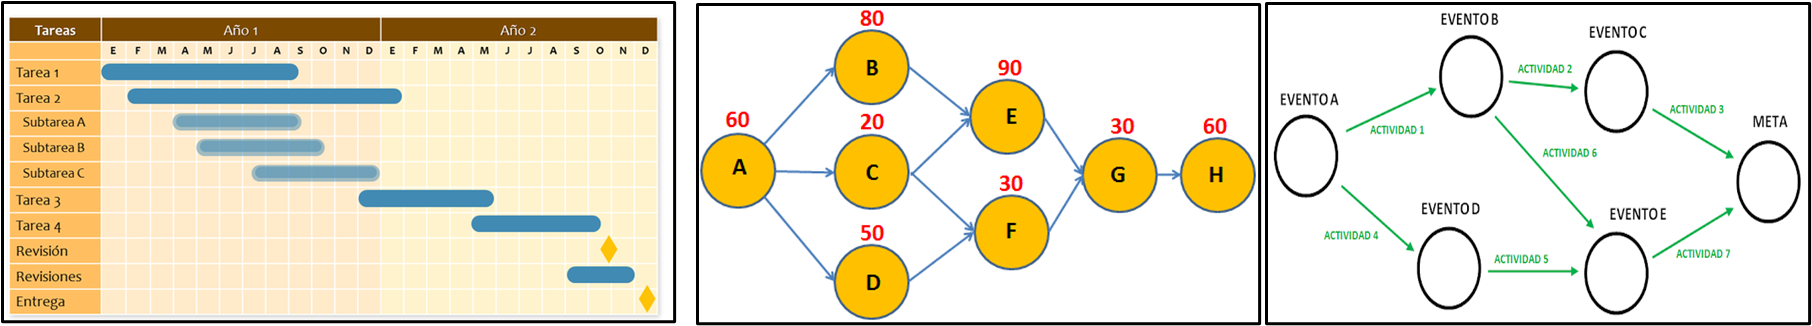 Tareas Año 1 Año 2
E F M A M J J A S O N D E F M A M J J S O N D
Tarea 1
Tarea 2
Subtarea A
Subtarea B
Subtarea C
Tarea 3
Tarea 4
Revisión
Revisiones
Entrega
80
B
90
E
60
A
20
C
30
G
60
H
30
F
50
D
EVENTO B
EVENTO C
ACTIVIDAD 2
EVENTO A
ACTIVIDAD 1
ACTIVIDAD 3
META
ACTIVIDAD 6
EVENTO D
EVENTO E
ACTIVIDAD 4
ACTIVIDAD 5
ACTIVIDAD 7